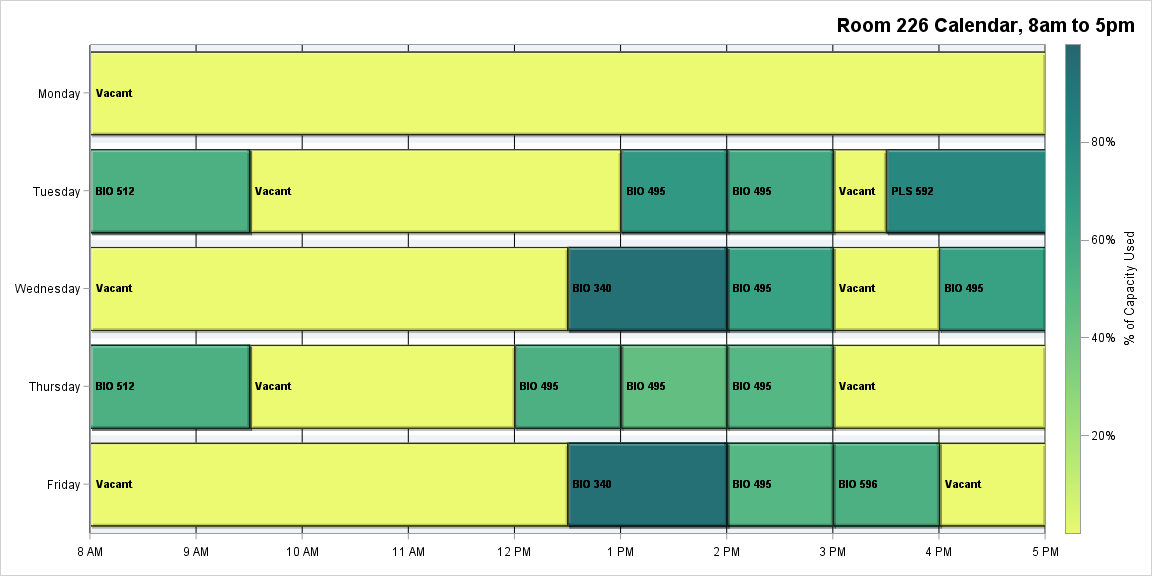 Room 226 Calendar, 8am to 5pm
Monday
Vacant
Tuesday
BIO 512
Vacant
BIO 495
BIO 495
Vacant
PLS 592
Wednesday
Vacant
BIO 340
BIO 495
Vacant
BIO 495
Thursday
BIO 512
Vacant
BIO 495
BIO 495
BIO 495
Vacant
Friday
Vacant
BIO 340
BIO 495
BIO 596
Vacant
8 AM
9 AM
10 AM
11 AM
12 PM
1 PM
2 PM
3 PM
4 PM
5 PM
80%
60%
40%
20%
% of Capacity Used